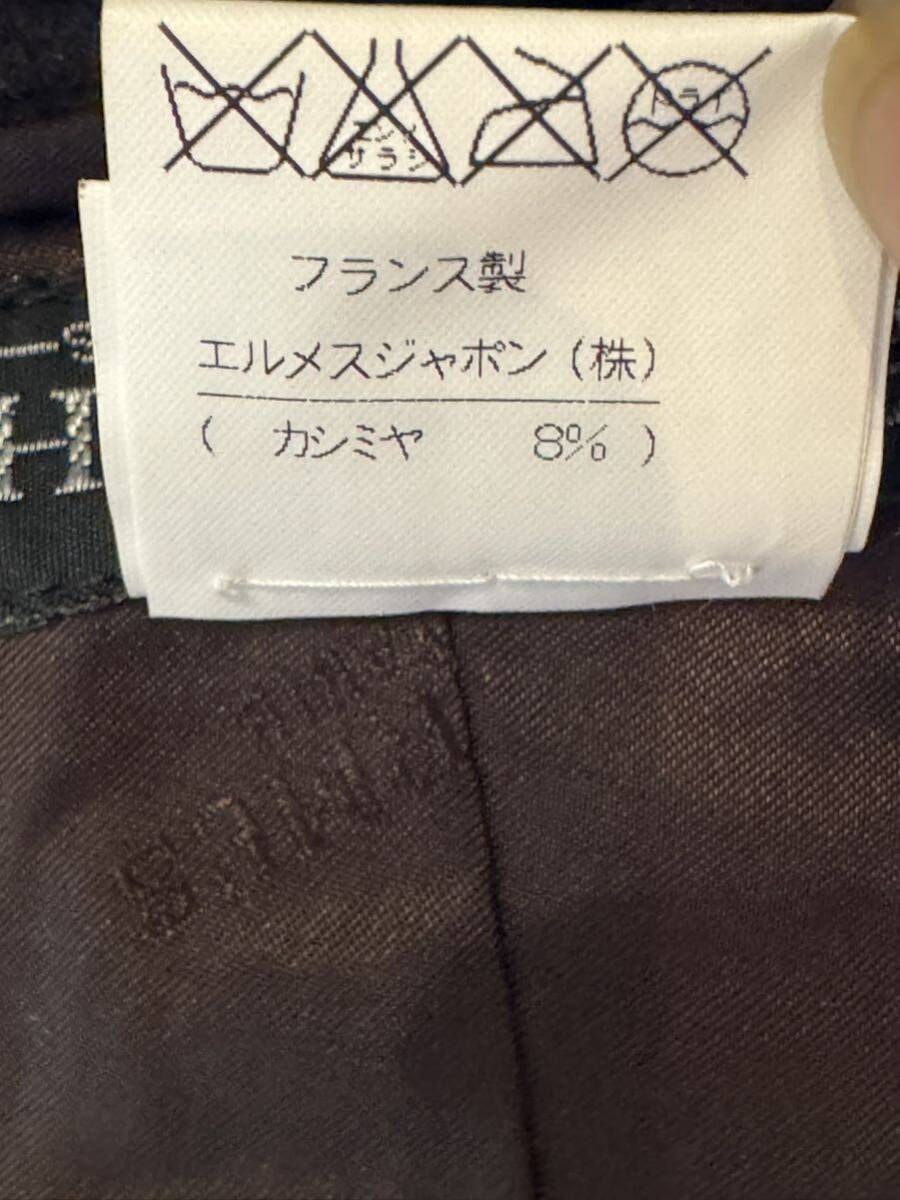 エンソ
サラシ
ドライ
フランス製
エルメスジャポン (株)
( カシミヤ 8% )